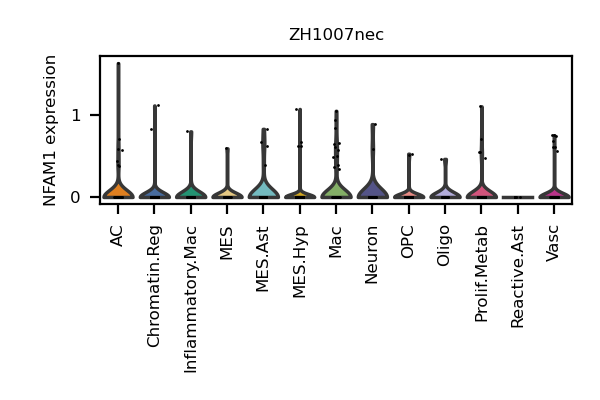 ZH1007nec
NFAM1 expression
1
0
AC
Chromatin.Reg
Inflammatory.Mac
MES
MES.Ast
MES.Hyp
Mac
Neuron
OPC
Oligo
Prolif.Metab
Reactive.Ast
Vasc